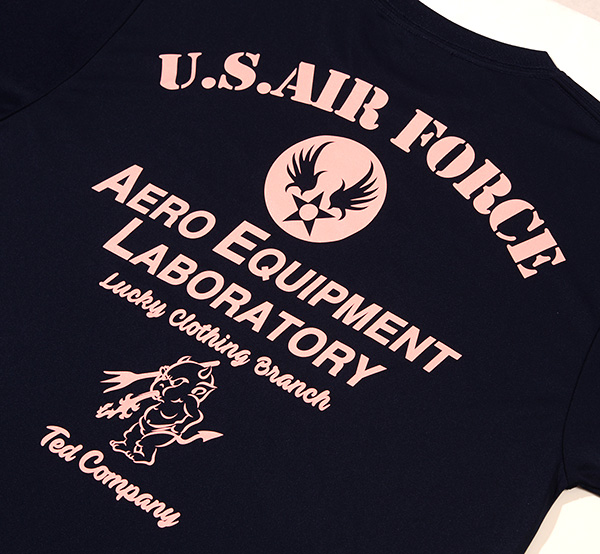 U.S.AIR FORCE
AERO EQUIPMENT
LABORATORY
Lucky Clothing Branch
Ted Company